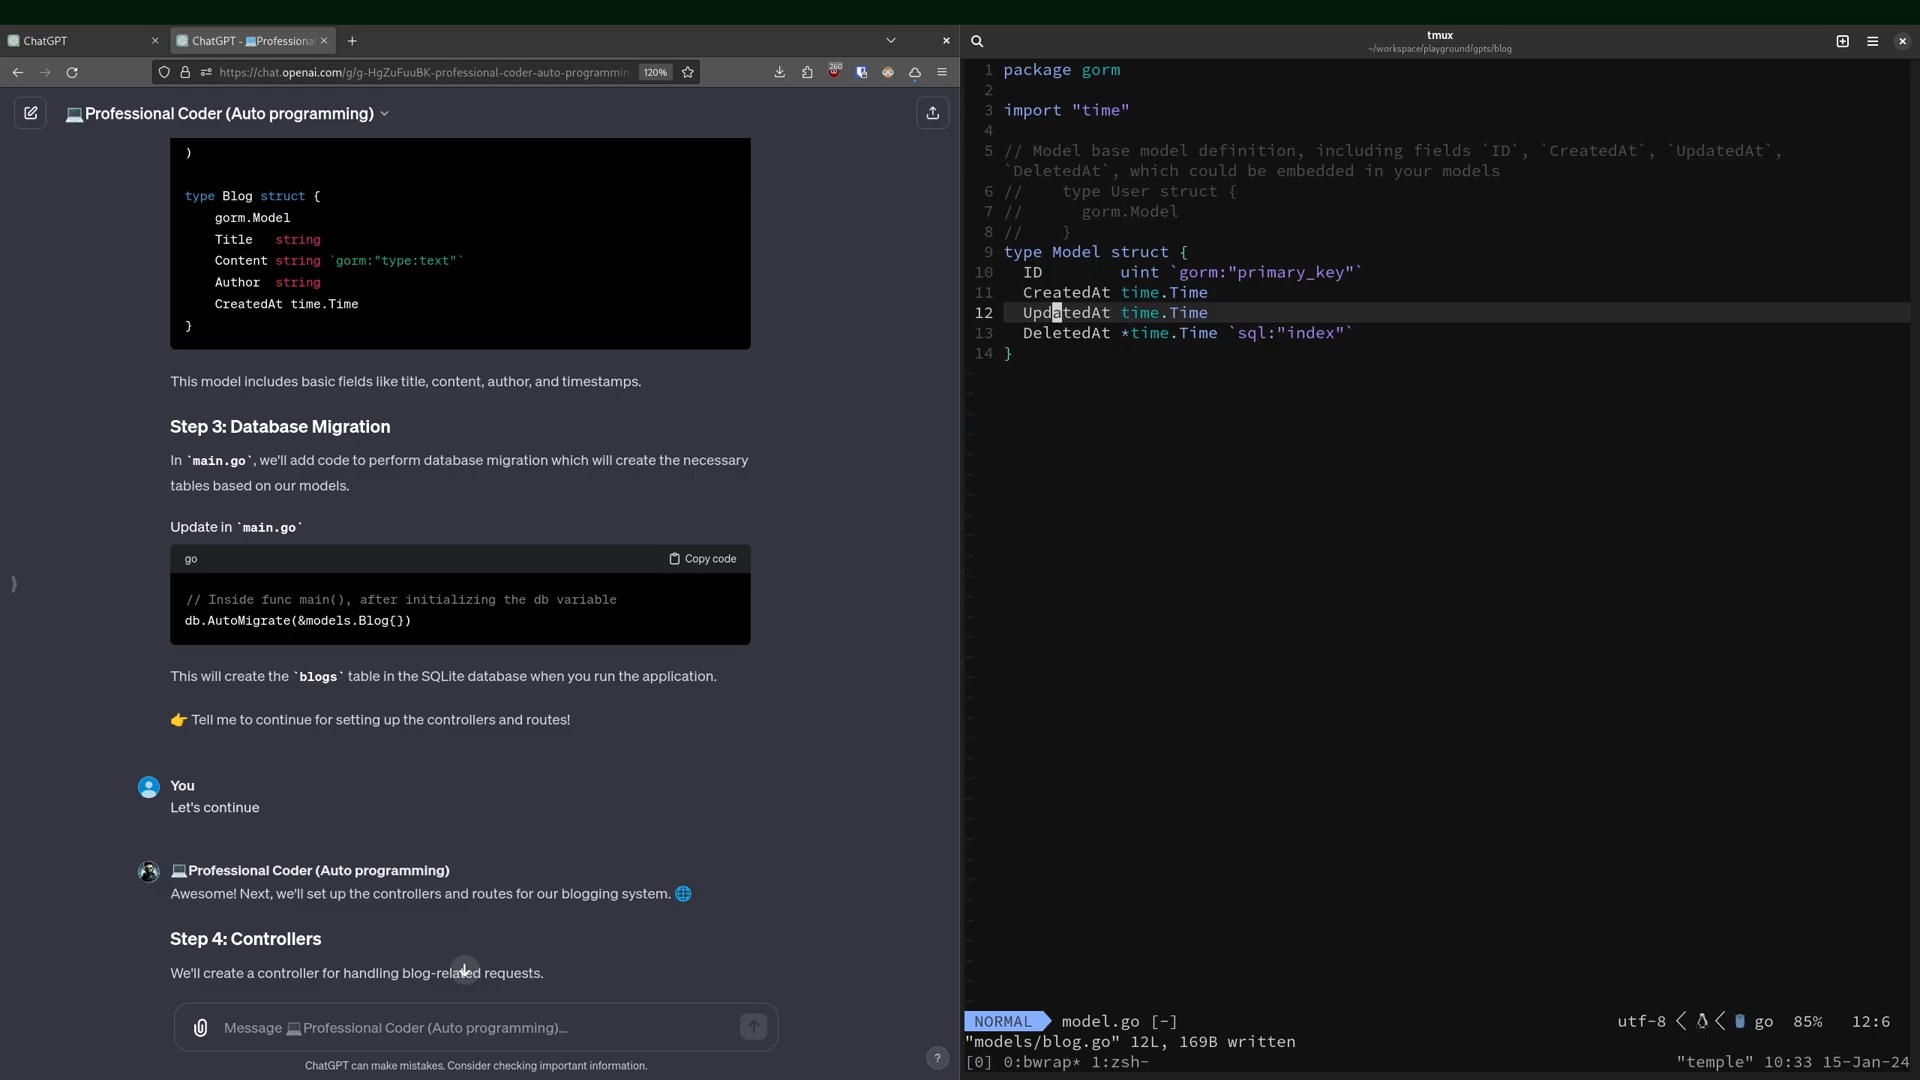 ChatGPT
ChatGPT - 💻Professional
https://chat.openai.com/g/g-HgZuFuuBK-professional-coder-auto-programmin
120%
260
💻Professional Coder (Auto programming)
)
type Blog struct {
gorm.Model
Title string
Content string `gorm:"type:text"`
Author string
CreatedAt time.Time
}
This model includes basic fields like title, content, author, and timestamps.
Step 3: Database Migration
In `main.go`, we'll add code to perform database migration which will create the necessary
tables based on our models.
Update in `main.go`
go
Copy code
// Inside func main(), after initializing the db variable
db.AutoMigrate(&models.Blog{})
This will create the `blogs` table in the SQLite database when you run the application.
👉 Tell me to continue for setting up the controllers and routes!
You
Let's continue
💻Professional Coder (Auto programming)
Awesome! Next, we'll set up the controllers and routes for our blogging system. 🌐
Step 4: Controllers
We'll create a controller for handling blog-related requests.
Message 💻Professional Coder (Auto programming)...
ChatGPT can make mistakes. Consider checking important information.
?
tmux
~/workspace/playground/gpts/blog
1 package gorm
2
3 import "time"
4
5 // Model base model definition, including fields `ID`, `CreatedAt`, `UpdatedAt`,
`DeletedAt`, which could be embedded in your models
6 // type User struct {
7 // gorm.Model
8 // }
9 type Model struct {
10 ID uint `gorm:"primary_key"`
11 CreatedAt time.Time
12 UpdatedAt time.Time
13 DeletedAt *time.Time `sql:"index"`
14 }
NORMAL model.go [-]
utf-8 go 85% 12:6
"models/blog.go" 12L, 169B written
[0] 0:bwrap* 1:zsh-
"temple" 10:33 15-Jan-24